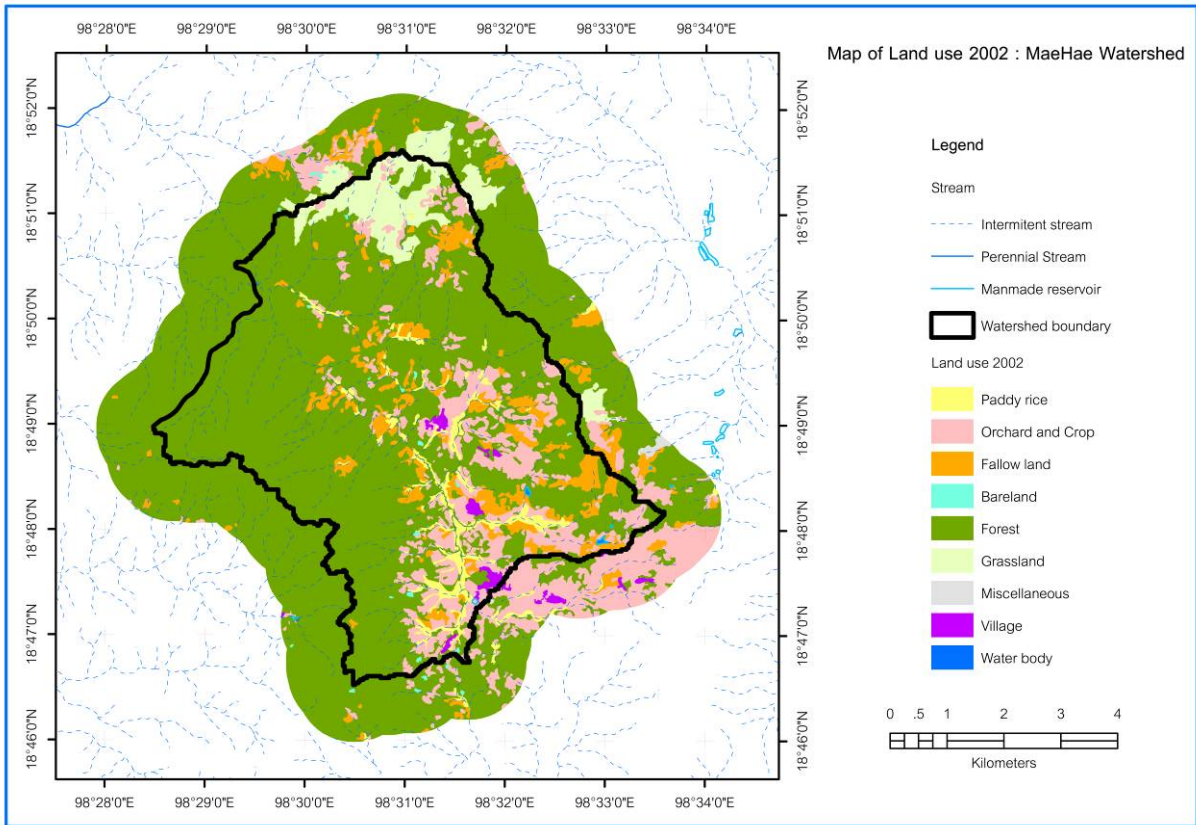 98°28'0"E 98°29'0"E 98°30'0"E 98°31'0"E 98°32'0"E 98°33'0"E 98°34'0"E
Map of Land use 2002 : MaeHae Watershed
18°52'0"N 18°52'0"N
18°51'0"N 18°51'0"N
18°50'0"N 18°50'0"N
18°49'0"N 18°49'0"N
18°48'0"N 18°48'0"N
18°47'0"N 18°47'0"N
18°46'0"N 18°46'0"N
98°28'0"E 98°29'0"E 98°30'0"E 98°31'0"E 98°32'0"E 98°33'0"E 98°34'0"E
Legend
Stream
Intermitent stream
Perennial Stream
Manmade reservoir
Watershed boundary
Land use 2002
Paddy rice
Orchard and Crop
Fallow land
Bareland
Forest
Grassland
Miscellaneous
Village
Water body
0 .5 1 2 3 4
Kilometers